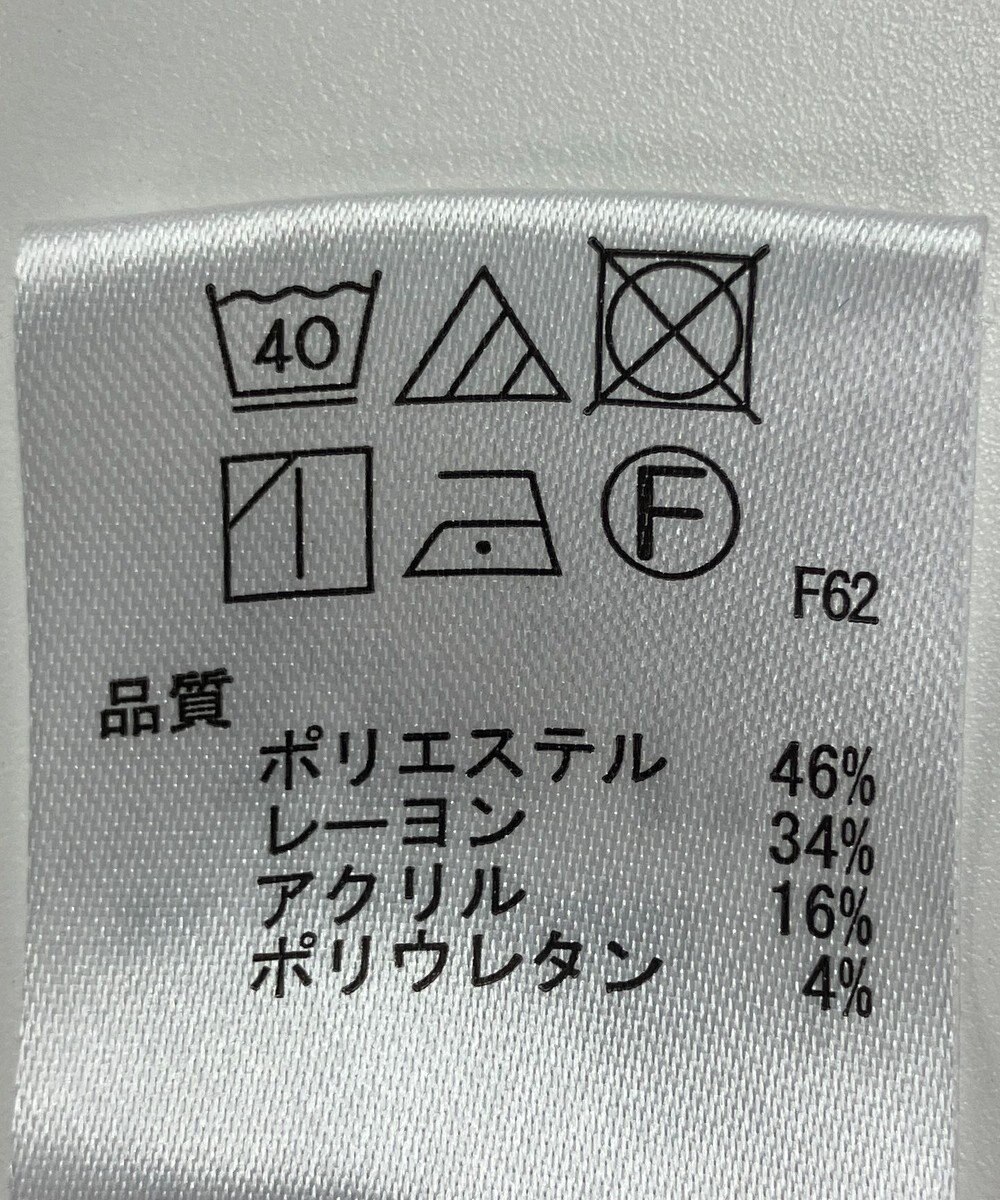 40
F
F62
品質
ポリエステル 46%
レーヨン 34%
アクリル 16%
ポリウレタン 4%